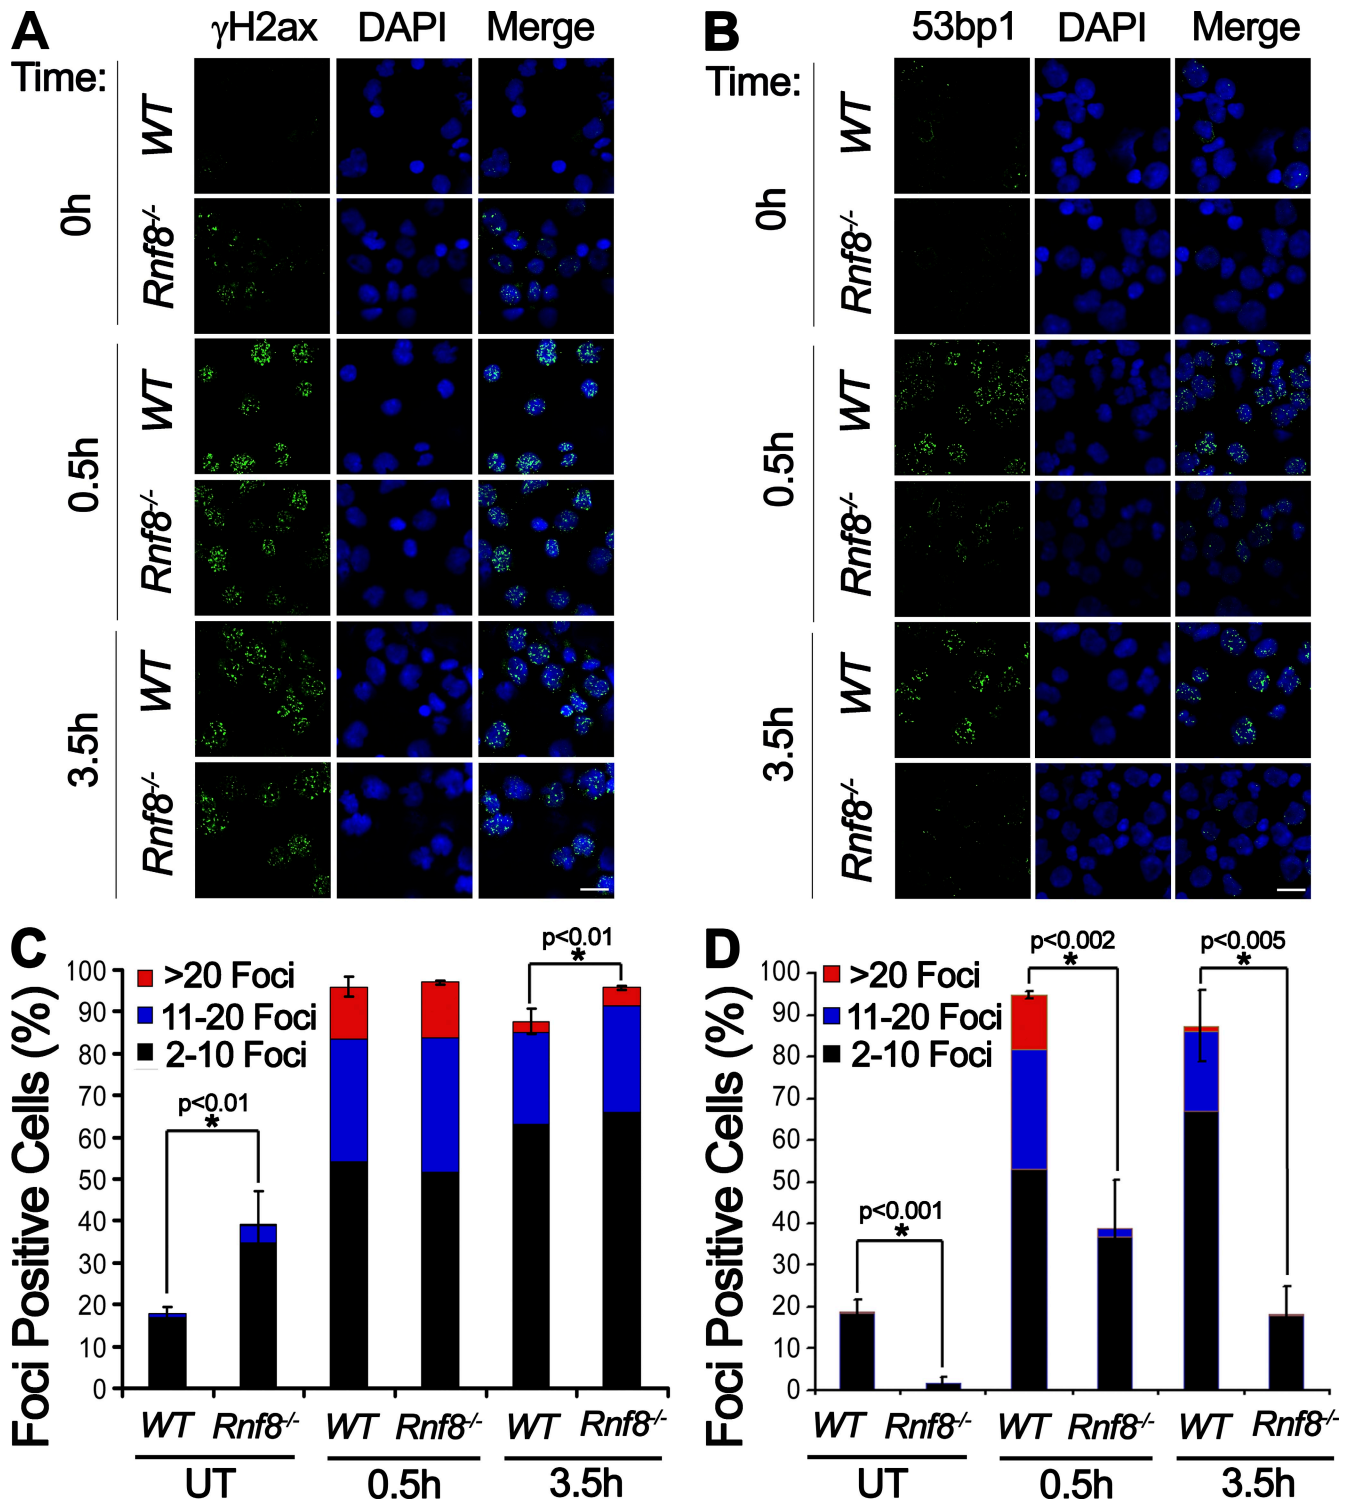 A
γH2ax DAPI Merge
Time:
0h
WT
Rnf8-/-
0.5h
WT
Rnf8-/-
3.5h
WT
Rnf8-/-
B
53bp1 DAPI Merge
Time:
0h
WT
Rnf8-/-
0.5h
WT
Rnf8-/-
3.5h
WT
Rnf8-/-
C
Foci Positive Cells (%)
100
90
80
70
60
50
40
30
20
10
0
>20 Foci
11-20 Foci
2-10 Foci
p<0.01
*
p<0.01
*
WT Rnf8-/- WT Rnf8-/- WT Rnf8-/-
UT 0.5h 3.5h
D
Foci Positive Cells (%)
100
90
80
70
60
50
40
30
20
10
0
>20 Foci
11-20 Foci
2-10 Foci
p<0.001
*
p<0.002
*
p<0.005
*
WT Rnf8-/- WT Rnf8-/- WT Rnf8-/-
UT 0.5h 3.5h